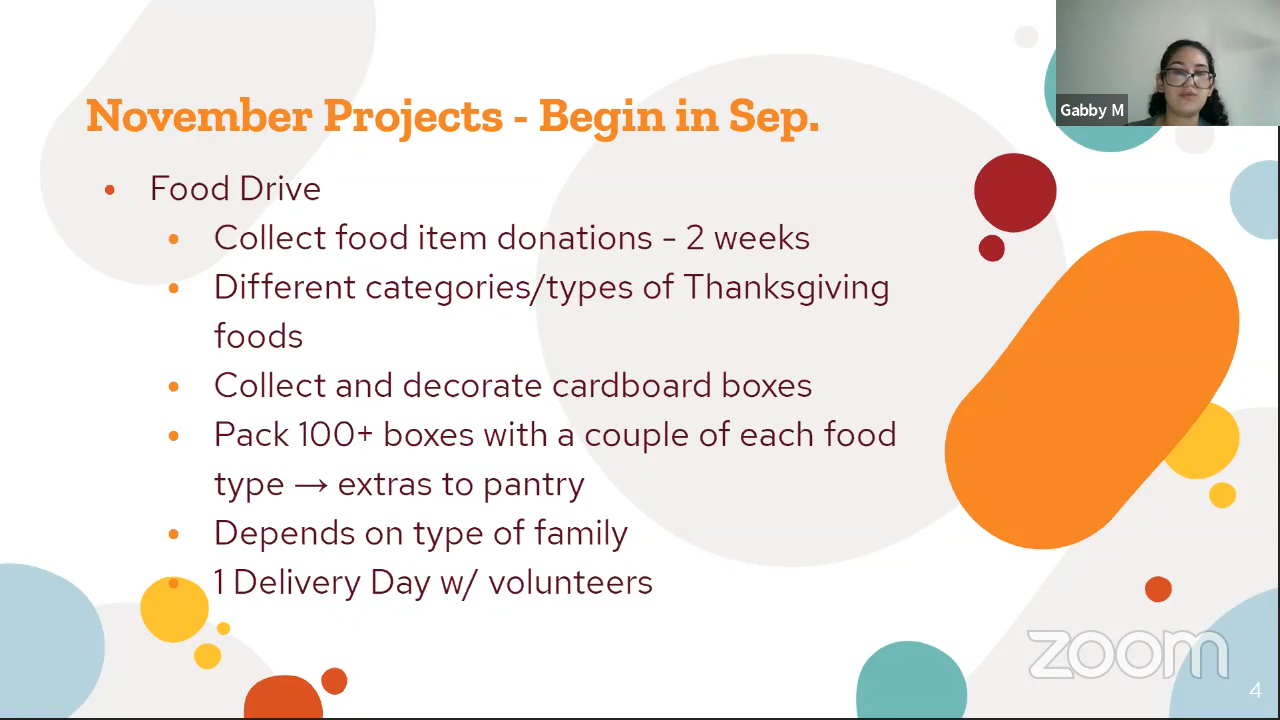 Gabby M
November Projects - Begin in Sep.
• Food Drive
• Collect food item donations - 2 weeks
• Different categories/types of Thanksgiving
foods
• Collect and decorate cardboard boxes
• Pack 100+ boxes with a couple of each food
type → extras to pantry
• Depends on type of family
• 1 Delivery Day w/ volunteers
zoom
4